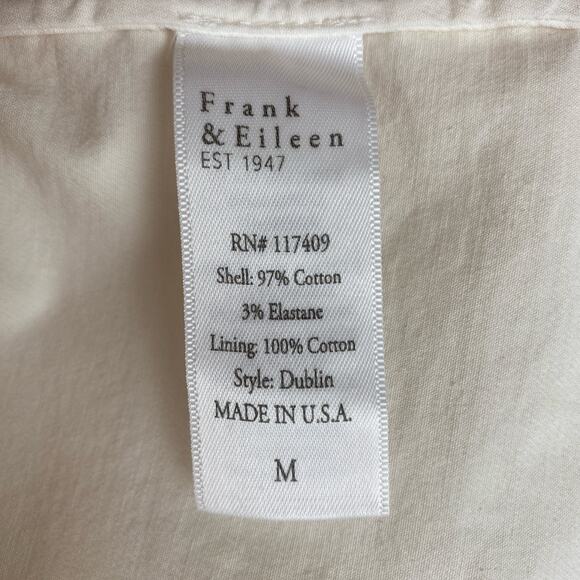 Frank
& Eileen
EST 1947
RN# 117409
Shell: 97% Cotton
3% Elastane
Lining: 100% Cotton
Style: Dublin
MADE IN U.S.A.
M